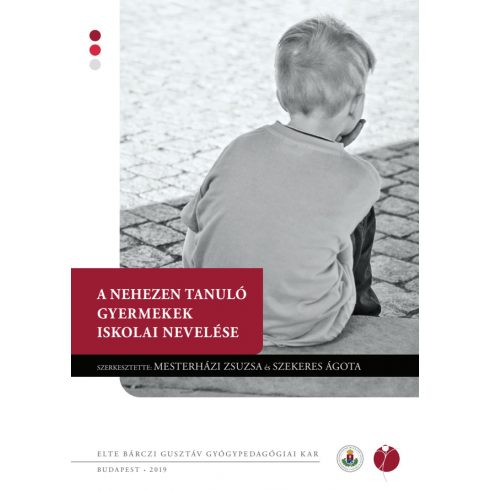 A NEHEZEN TANULÓ
GYERMEKEK
ISKOLAI NEVELÉSE
SZERKESZTETTE: MESTERHÁZI ZSUZSA és SZEKERES ÁGOTA
ELTE BÁRCZI GUSZTÁV GYÓGYPEDAGÓGIAI KAR
BUDAPEST • 2019